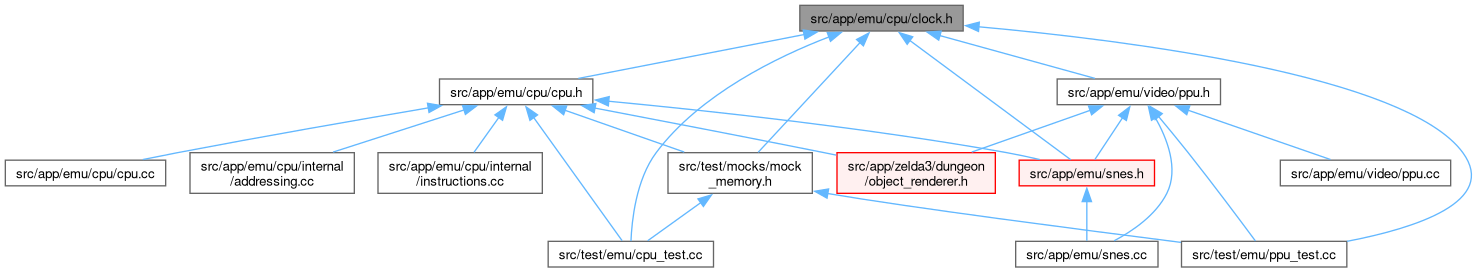 src/app/emu/cpu/clock.h
src/app/emu/cpu/cpu.h
src/app/emu/video/ppu.h
src/app/emu/cpu/cpu.cc
src/app/emu/cpu/internal
/addressing.cc
src/app/emu/cpu/internal
/instructions.cc
src/test/mocks/mock
_memory.h
src/app/zelda3/dungeon
/object_renderer.h
src/app/emu/snes.h
src/app/emu/video/ppu.cc
src/test/emu/cpu_test.cc
src/app/emu/snes.cc
src/test/emu/ppu_test.cc